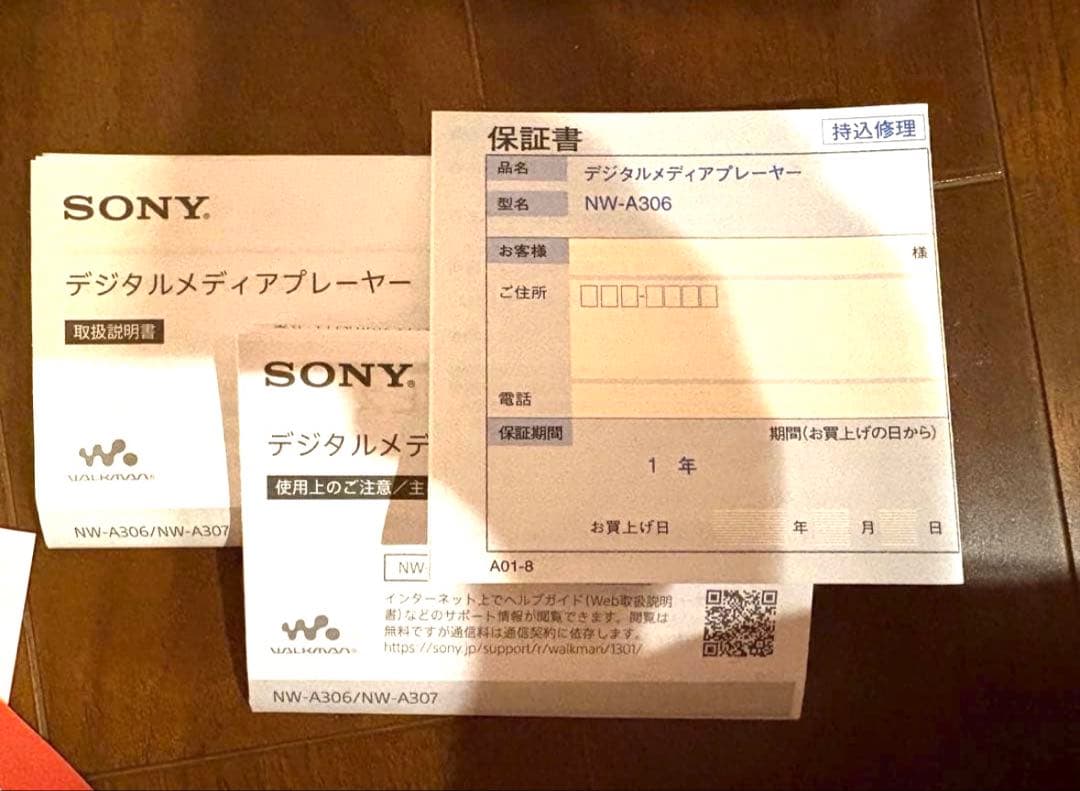 SONY®
デジタルメディアプレーヤー
取扱説明書
WALKMAN®
NW-A306/NW-A307
SONY®
デジタルメデ
使用上のご注意/主
NW-
インターネット上でヘルプガイド(Web取扱説明
書)などのサポート情報が閲覧できます。閲覧は
無料ですが通信料は通信契約に依存します。
https://sony.jp/support/r/walkman/1301/
WALKMAN®
NW-A306/NW-A307
保証書
持込修理
品名 デジタルメディアプレーヤー
型名 NW-A306
お客様 様
ご住所
電話
保証期間 期間(お買上げの日から)
1 年
お買上げ日 年 月 日
A01-8